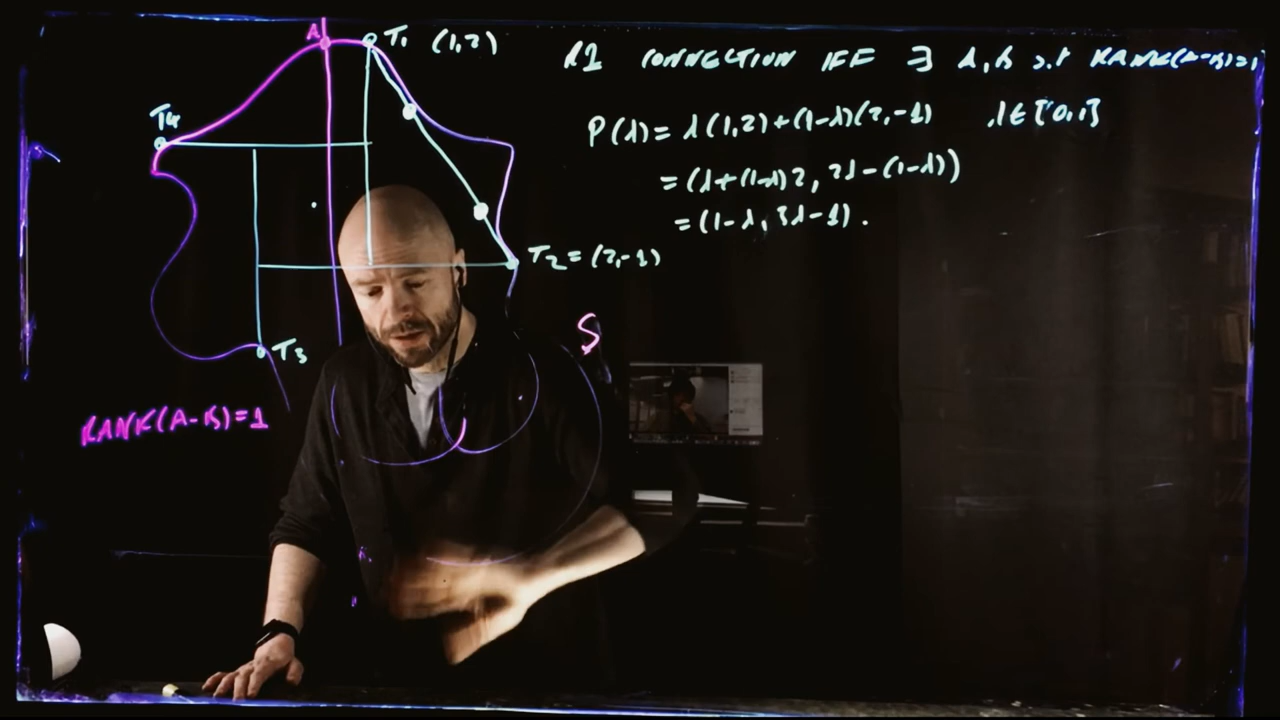 A
T₁ (1,2)
R1 CONNECTION IFF ∃ A,B s.t RANK(A-B)=1
T₄
P(λ) = λ(1,2)+(1-λ)(2,-1) λ∈[0,1]
= (λ+(1-λ)2, 2λ-(1-λ))
= (1-λ, 3λ-1).
T₂ = (2,-1)
S
T₃
RANK(A-B)=1